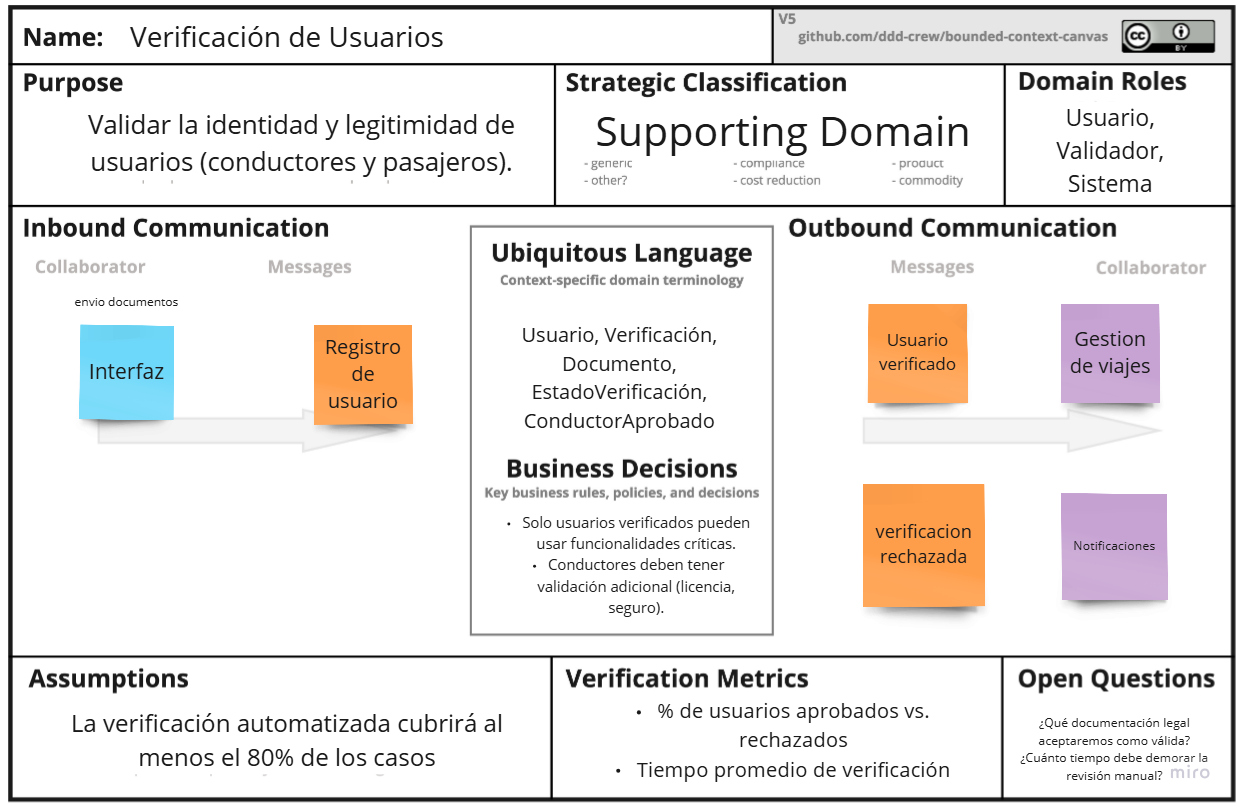 Name: Verificación de Usuarios
V5
github.com/ddd-crew/bounded-context-canvas
cc
BY
Purpose
Validar la identidad y legitimidad de
usuarios (conductores y pasajeros).
Strategic Classification
Supporting Domain
- generic
- other?
- compliance
- cost reduction
- product
- commodity
Domain Roles
Usuario,
Validador,
Sistema
Inbound Communication
Collaborator
Messages
envio documentos
Interfaz
Registro
de
usuario
Ubiquitous Language
Context-specific domain terminology
Usuario, Verificación,
Documento,
EstadoVerificación,
ConductorAprobado
Business Decisions
Key business rules, policies, and decisions
• Solo usuarios verificados pueden
usar funcionalidades críticas.
• Conductores deben tener
validación adicional (licencia,
seguro).
Outbound Communication
Messages
Collaborator
Usuario
verificado
Gestion
de viajes
verificacion
rechazada
Notificaciones
Assumptions
La verificación automatizada cubrirá al
menos el 80% de los casos
Verification Metrics
• % de usuarios aprobados vs.
rechazados
• Tiempo promedio de verificación
Open Questions
¿Qué documentación legal
aceptaremos como válida?
¿Cuánto tiempo debe demorar la
revisión manual?
miro